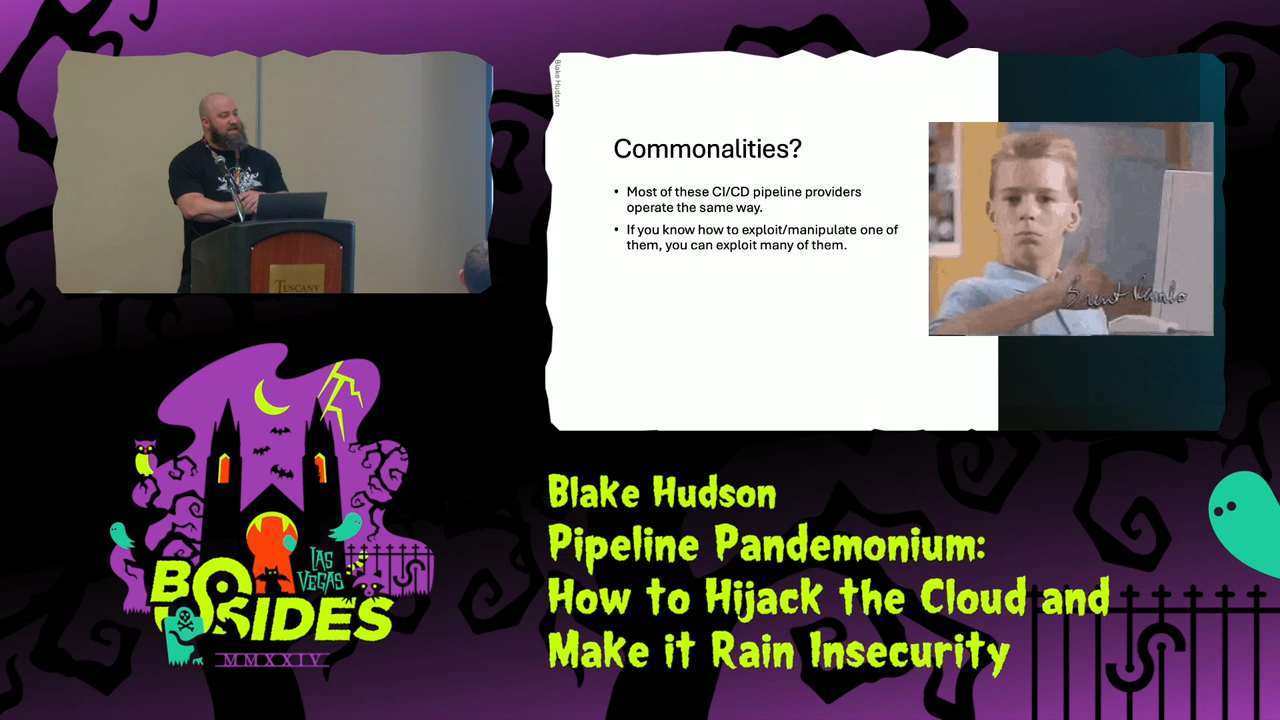 Blake Hudson
Commonalities?
• Most of these CI/CD pipeline providers
operate the same way.
• If you know how to exploit/manipulate one of
them, you can exploit many of them.
Brent Rambo
TUSCANY
LAS
VEGAS
BSIDES
MMXXIV
Blake Hudson
Pipeline Pandemonium:
How to Hijack the Cloud and
Make it Rain Insecurity